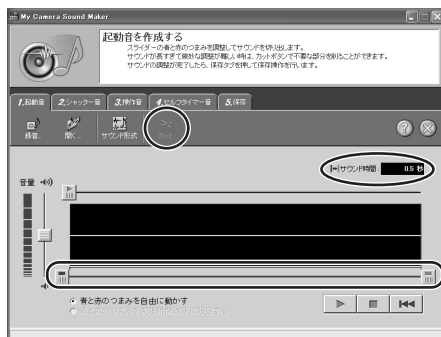 My Camera Sound Maker
起動音を作成する
スライダーの青と赤のつまみを調整してサウンドを切り出します。
サウンドが長すぎて微妙な調整が難しい時は、カットボタンで不要な部分を削ることができます。
サウンドの調整が完了したら、保存タブを押して保存操作を行います。
1.起動音 2.シャッター音 3.操作音 4.セルフタイマー音 5.保存
録音... 開く... サウンド形式 カット
サウンド時間: 0.5 秒
音量
青と赤のつまみを自由に動かす